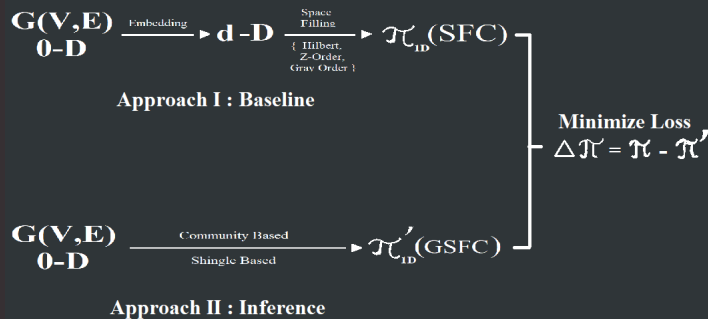 G(V,E)
0-D
Embedding
d-D
Space
Filline
{ Hilbert,
Z-Order,
Gray Order }
π1D(SFC)
Approach I : Baseline
Minimize Loss
△π = π - π′
G(V,E)
0-D
Community Based
Shingle Based
π′1D(GSFC)
Approach II : Inference